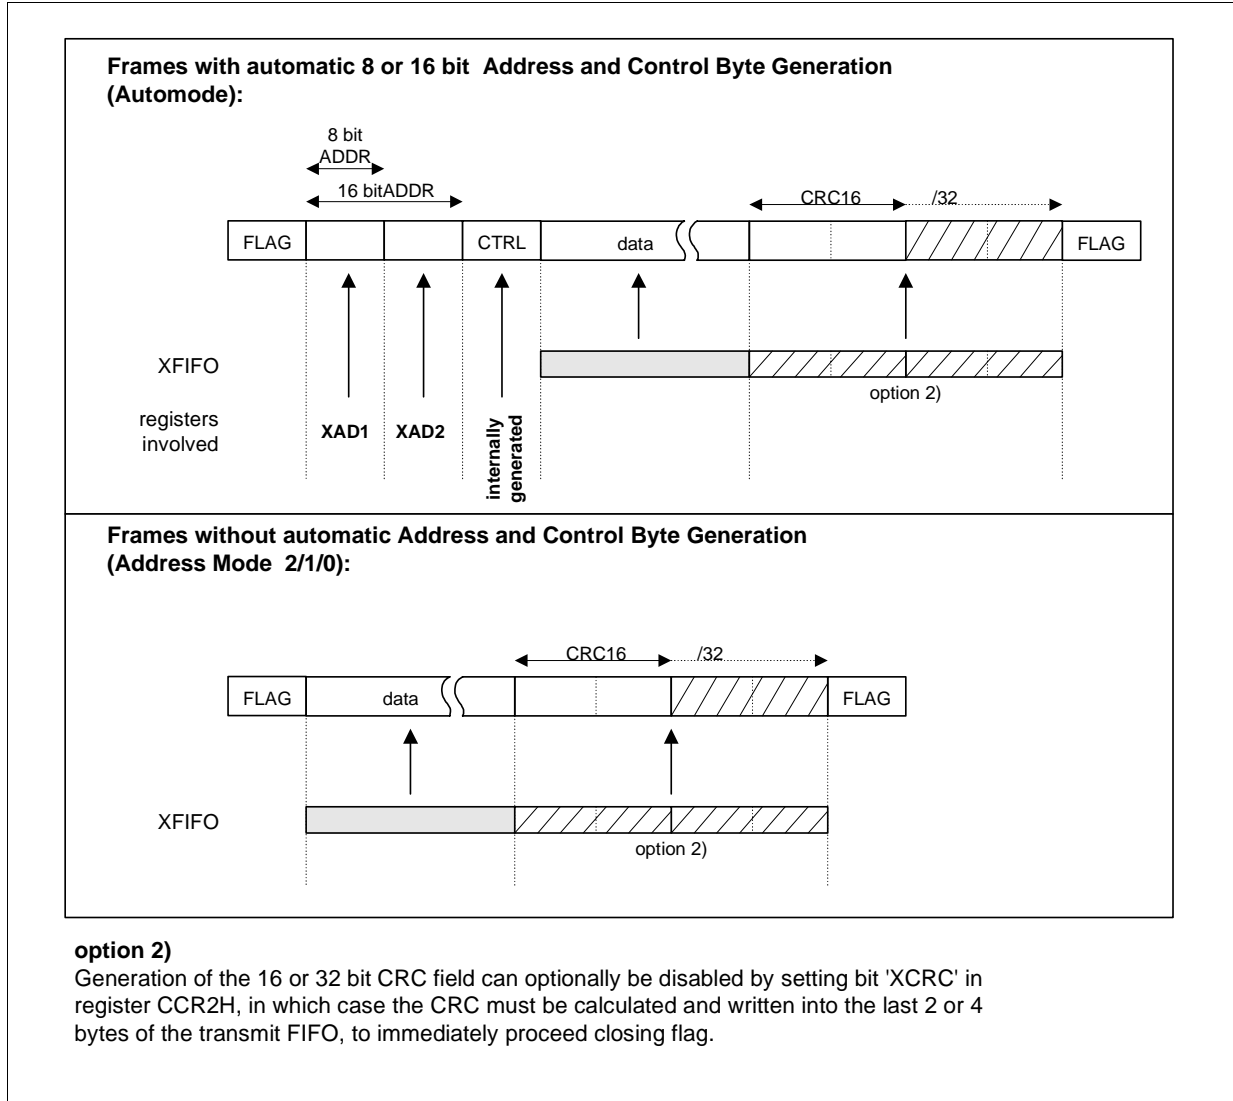 Frames with automatic 8 or 16 bit  Address and Control Byte Generation
(Automode):
8 bit
ADDR
16 bitADDR
CRC16
/32
FLAG
CTRL
data
FLAG
XFIFO
option 2)
registers
involved
XAD1
XAD2
internally
generated
Frames without automatic Address and Control Byte Generation
(Address Mode  2/1/0):
CRC16
/32
FLAG
data
FLAG
XFIFO
option 2)
option 2)
Generation of the 16 or 32 bit CRC field can optionally be disabled by setting bit 'XCRC' in
register CCR2H, in which case the CRC must be calculated and written into the last 2 or 4
bytes of the transmit FIFO, to immediately proceed closing flag.